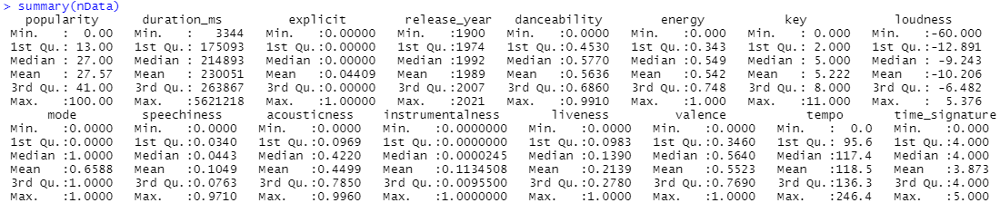 > summary(nData)
popularity duration_ms explicit release_year danceability energy key loudness
Min. : 0.00 Min. : 3344 Min. :0.00000 Min. :1900 Min. :0.0000 Min. :0.000 Min. : 0.000 Min. :-60.000
1st Qu.: 13.00 1st Qu.: 175093 1st Qu.:0.00000 1st Qu.:1974 1st Qu.:0.4530 1st Qu.:0.343 1st Qu.: 2.000 1st Qu.:-12.891
Median : 27.00 Median : 214893 Median :0.00000 Median :1992 Median :0.5770 Median :0.549 Median : 5.000 Median : -9.243
Mean : 27.57 Mean : 230051 Mean :0.04409 Mean :1989 Mean :0.5636 Mean :0.542 Mean : 5.222 Mean :-10.206
3rd Qu.: 41.00 3rd Qu.: 263867 3rd Qu.:0.00000 3rd Qu.:2007 3rd Qu.:0.6860 3rd Qu.:0.748 3rd Qu.: 8.000 3rd Qu.: -6.482
Max. :100.00 Max. :5621218 Max. :1.00000 Max. :2021 Max. :0.9910 Max. :1.000 Max. :11.000 Max. : 5.376
mode speechiness acousticness instrumentalness liveness valence tempo time_signature
Min. :0.0000 Min. :0.0000 Min. :0.0000 Min. :0.0000000 Min. :0.0000 Min. :0.0000 Min. : 0.0 Min. :0.000
1st Qu.:0.0000 1st Qu.:0.0340 1st Qu.:0.0969 1st Qu.:0.0000000 1st Qu.:0.0983 1st Qu.:0.3460 1st Qu.: 95.6 1st Qu.:4.000
Median :1.0000 Median :0.0443 Median :0.4220 Median :0.0000245 Median :0.1390 Median :0.5640 Median :117.4 Median :4.000
Mean :0.6588 Mean :0.1049 Mean :0.4499 Mean :0.1134508 Mean :0.2139 Mean :0.5523 Mean :118.5 Mean :3.873
3rd Qu.:1.0000 3rd Qu.:0.0763 3rd Qu.:0.7850 3rd Qu.:0.0095500 3rd Qu.:0.2780 3rd Qu.:0.7690 3rd Qu.:136.3 3rd Qu.:4.000
Max. :1.0000 Max. :0.9710 Max. :0.9960 Max. :1.0000000 Max. :1.0000 Max. :1.0000 Max. :246.4 Max. :5.000